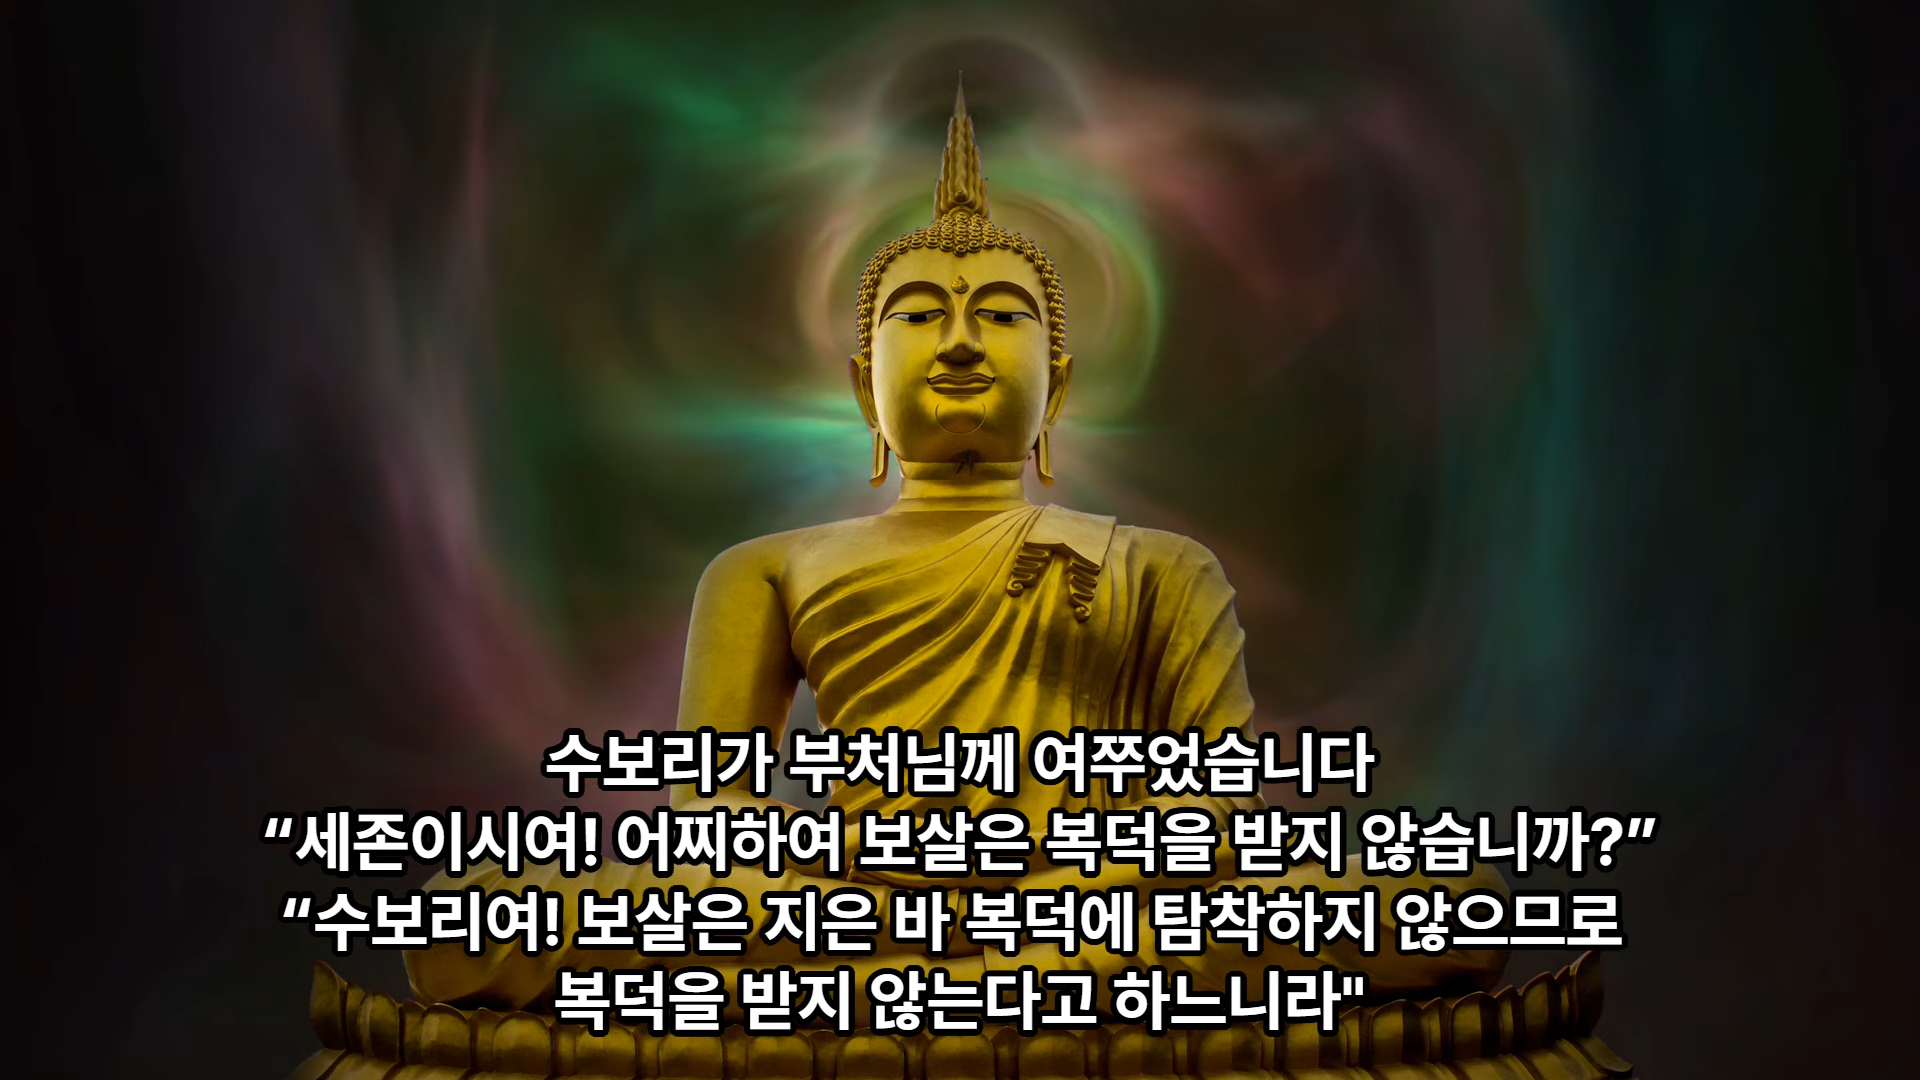 수보리가 부처님께 여쭈었습니다
“세존이시여! 어찌하여 보살은 복덕을 받지 않습니까?”
“수보리여! 보살은 지은 바 복덕에 탐착하지 않으므로
복덕을 받지 않는다고 하느니라"